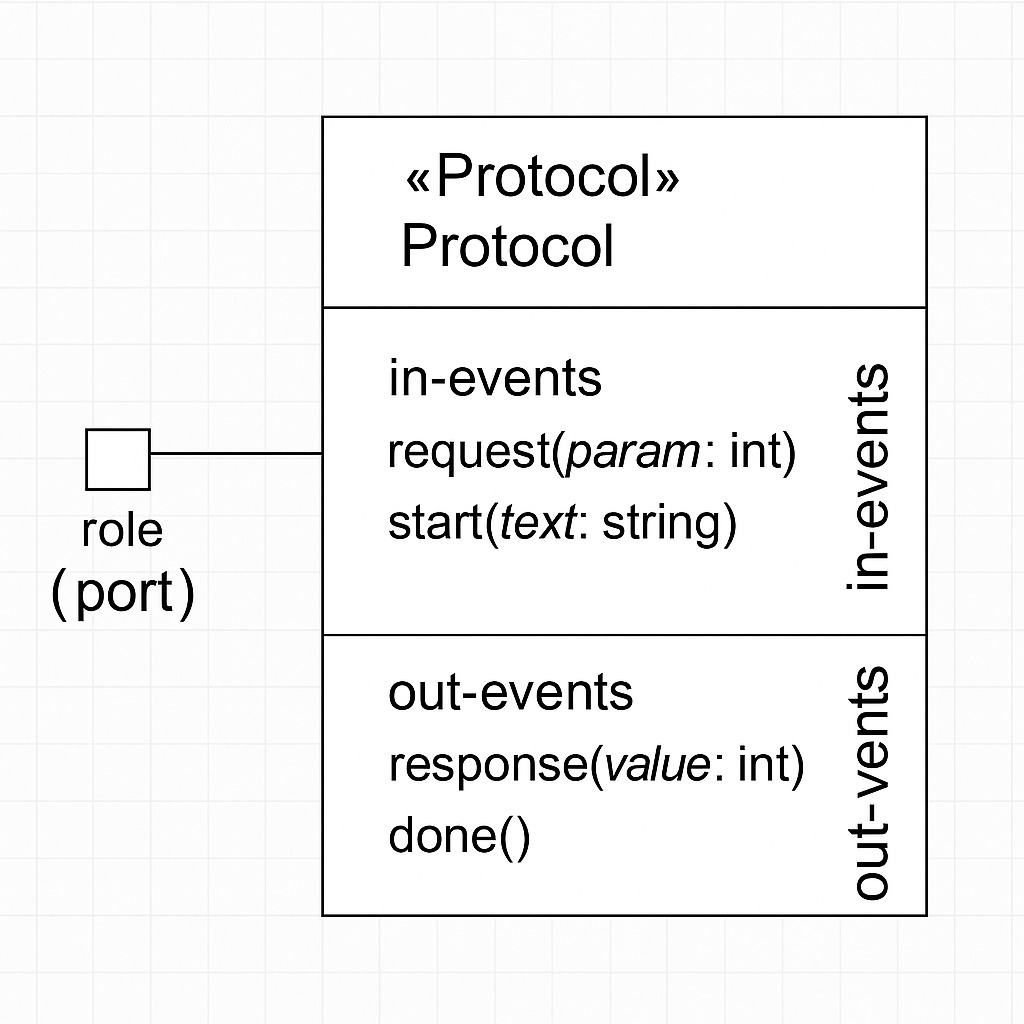 «Protocol»
Protocol
in-events
request(param: int)
start(text: string)
in-events
role
(port)
out-events
response(value: int)
done()
out-vents